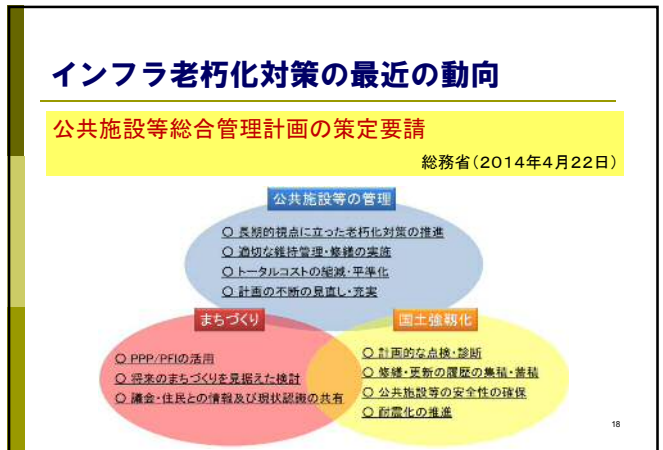 インフラ老朽化対策の最近の動向
公共施設等総合管理計画の策定要請
総務省(2014年4月22日)
公共施設等の管理
○ 長期的視点に立った老朽化対策の推進
○ 適切な維持管理・修繕の実施
○ トータルコストの縮減・平準化
○ 計画の不断の見直し・充実
まちづくり
○ PPP/PFIの活用
○ 将来のまちづくりを見据えた検討
○ 議会・住民との情報及び現状認識の共有
国土強靱化
○ 計画的な点検・診断
○ 修繕・更新の履歴の集積・蓄積
○ 公共施設等の安全性の確保
○ 耐震化の推進
18